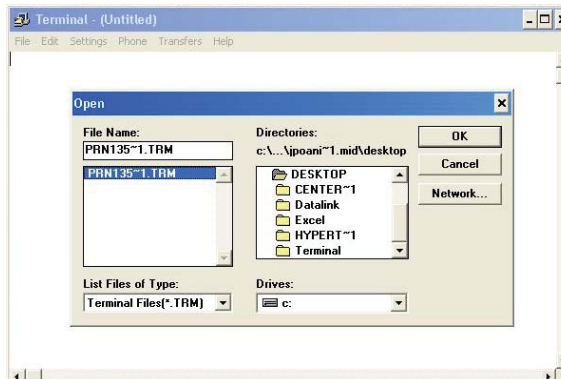 Terminal - (Untitled)
File Edit Settings Phone Transfers Help
Open
File Name:
PRN135~1.TRM
PRN135~1.TRM
List Files of Type:
Terminal Files(*.TRM)
Directories:
c:\...\jpoani~1.mid\desktop
DESKTOP
CENTER~1
Datalink
Excel
HYPERT~1
Terminal
Drives:
c:
OK
Cancel
Network...